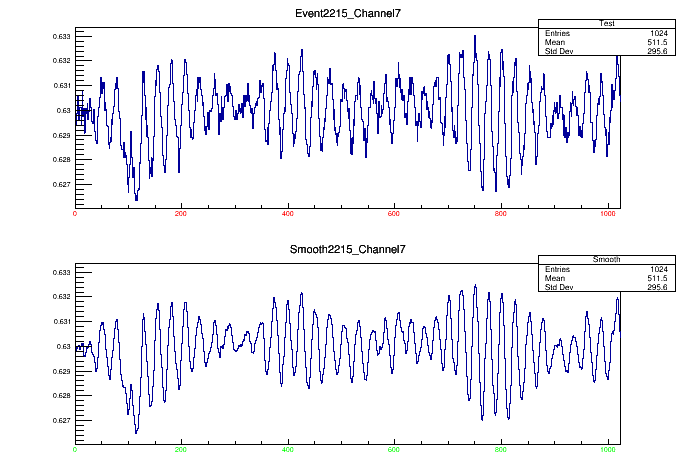 Event2215_Channel7
Test
Entries 1024
Mean 511.5
Std Dev 295.6
0.633
0.632
0.631
0.63
0.629
0.628
0.627
0 200 400 600 800 1000
Smooth2215_Channel7
Smooth
Entries 1024
Mean 511.5
Std Dev 295.6
0.633
0.632
0.631
0.63
0.629
0.628
0.627
0 200 400 600 800 1000